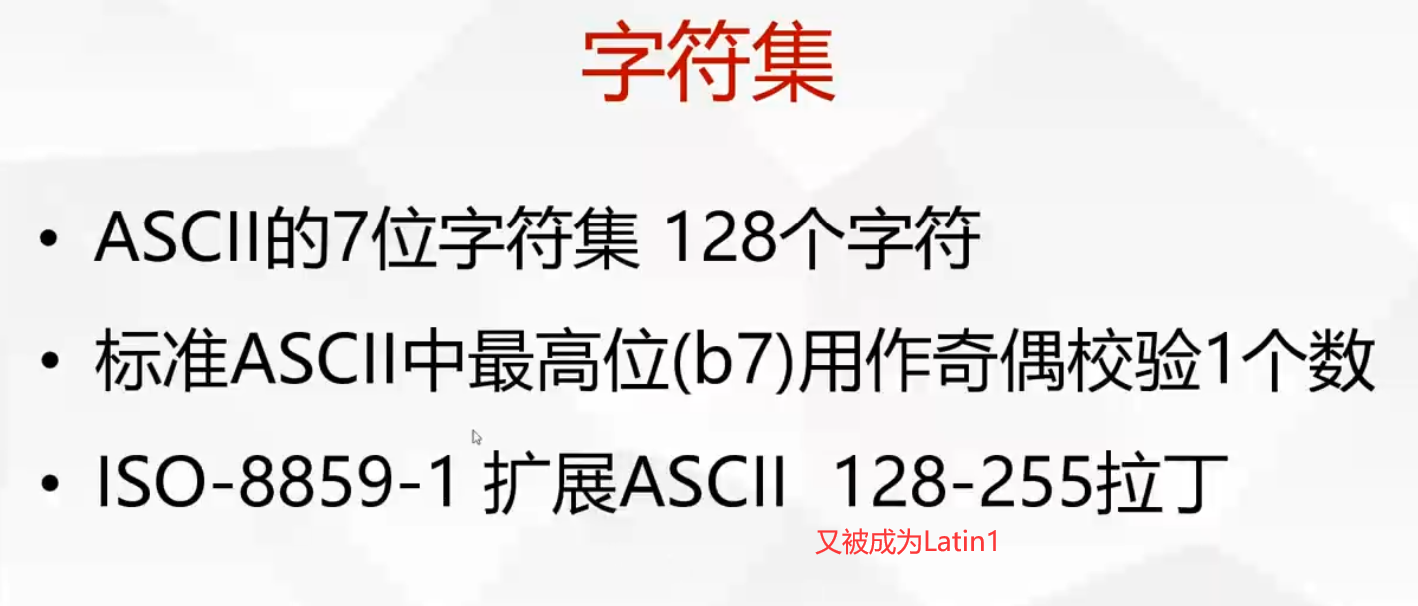 字符集
• ASCII的7位字符集 128个字符
• 标准ASCII中最高位(b7)用作奇偶校验1个数
• ISO-8859-1 扩展ASCII 128-255拉丁
又被成为Latin1